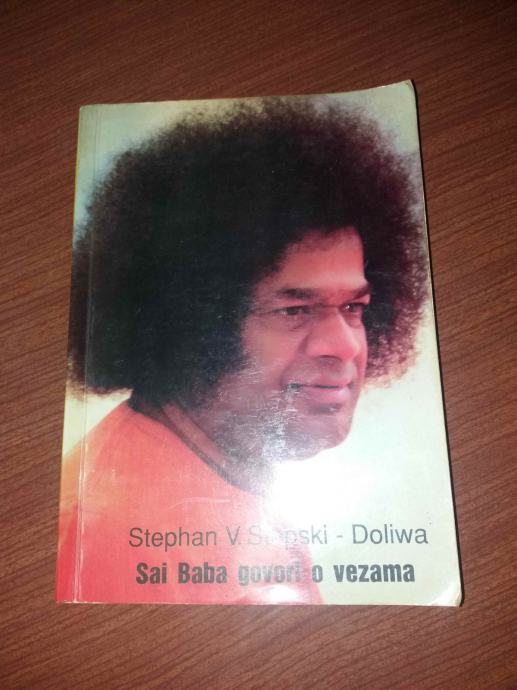 Stephan V. - Doliwa
Sai Baba govori o vezama